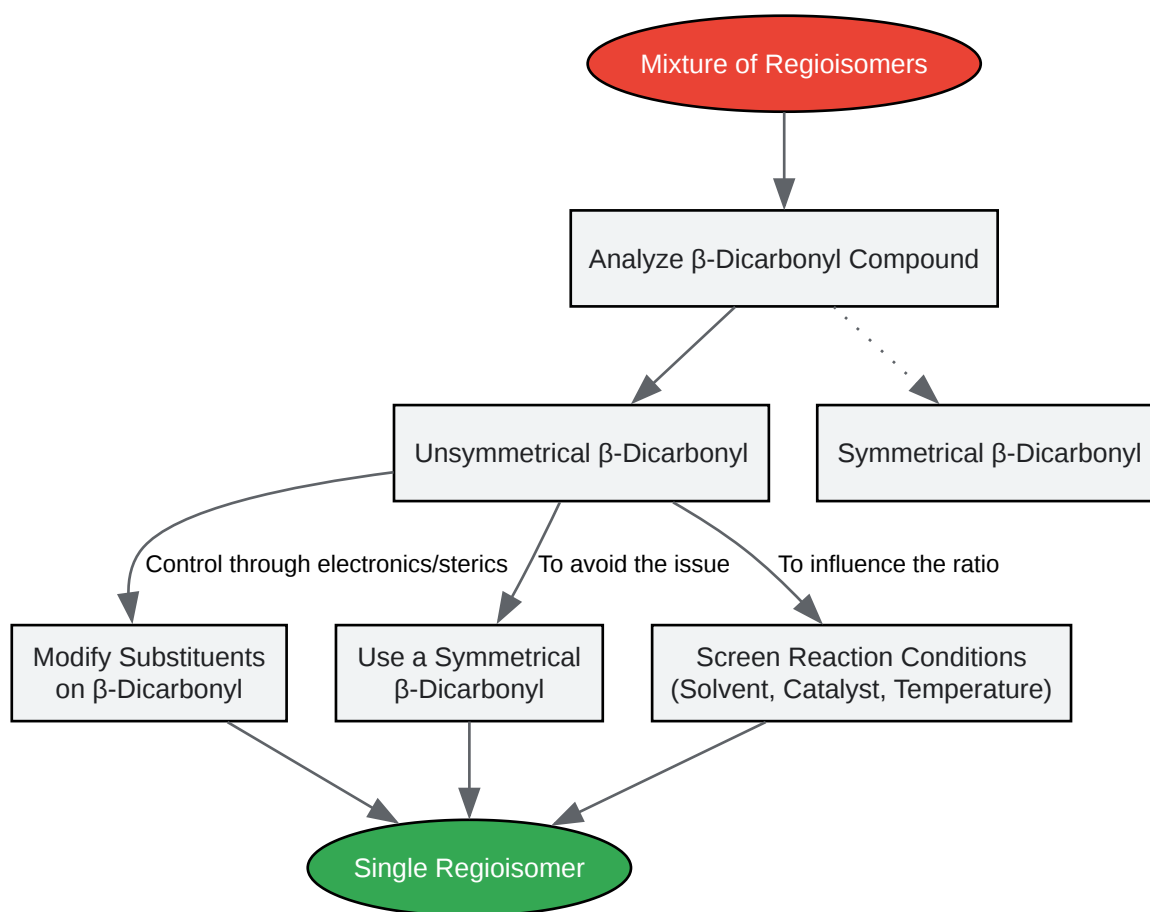 Mixture of Regioisomers
Analyze β-Dicarbonyl Compound
Unsymmetrical β-Dicarbonyl
Symmetrical β-Dicarbonyl
Control through electronics/sterics
To avoid the issue
To influence the ratio
Modify Substituents
on β-Dicarbonyl
Use a Symmetrical
β-Dicarbonyl
Screen Reaction Conditions
(Solvent, Catalyst, Temperature)
Single Regioisomer